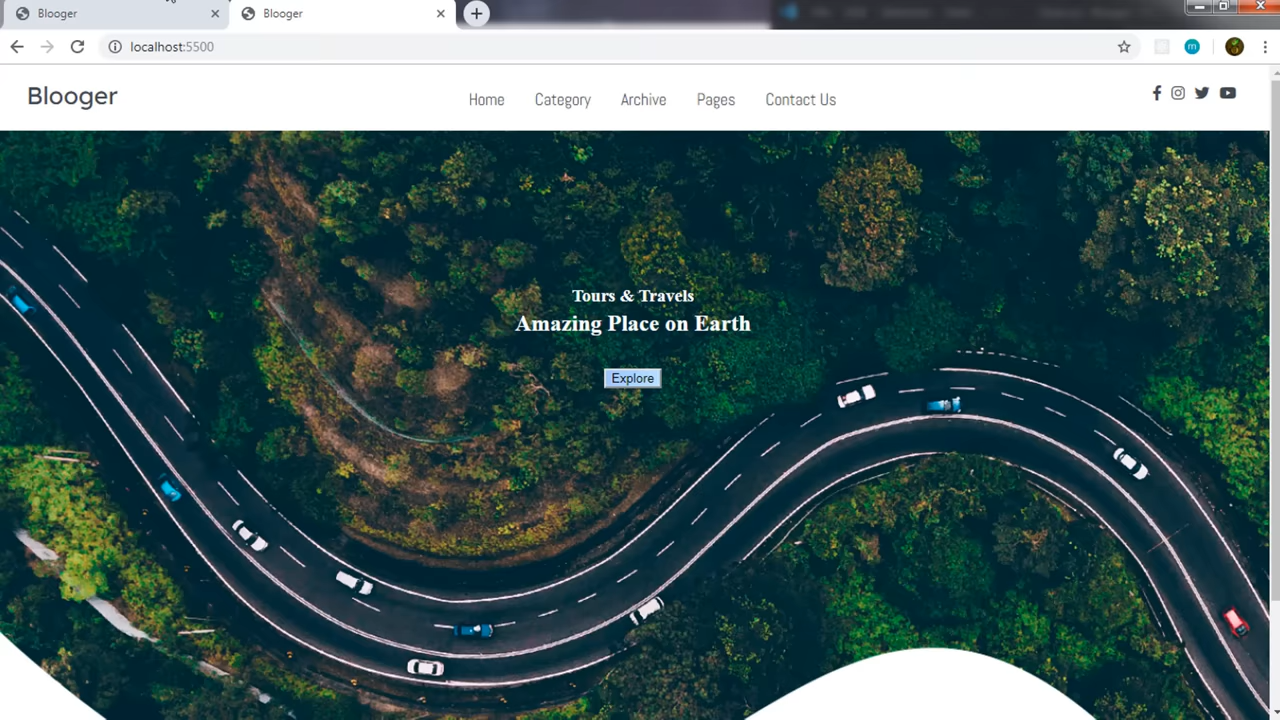 Blooger
Blooger
localhost:5500
Blooger
Home Category Archive Pages Contact Us
Tours & Travels
Amazing Place on Earth
Explore